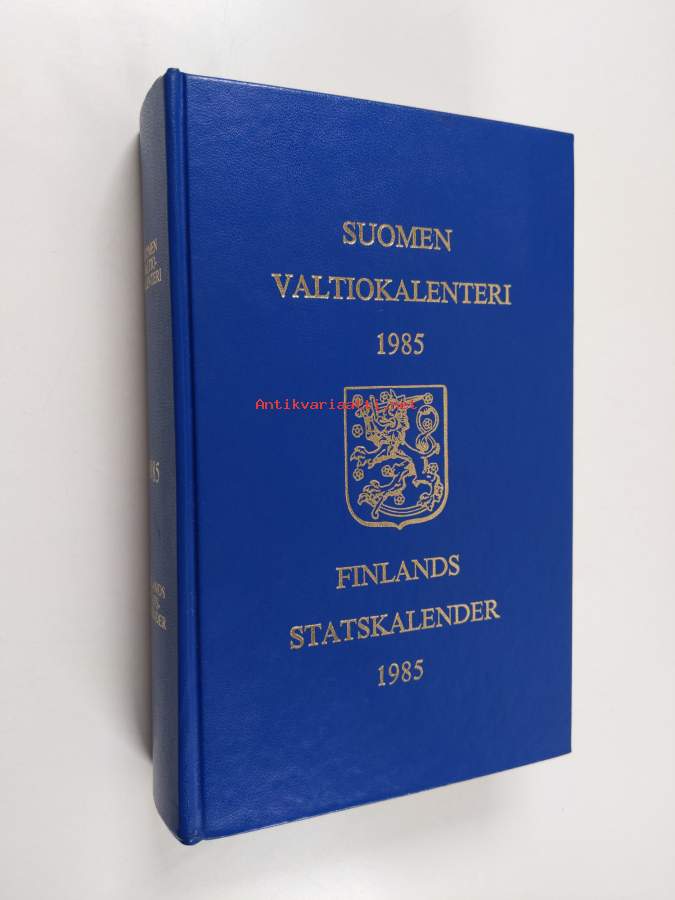 SUOMEN
VALTIOKALENTERI
1985
Antikvariaatti.net
FINLANDS
STATSKALENDER
1985